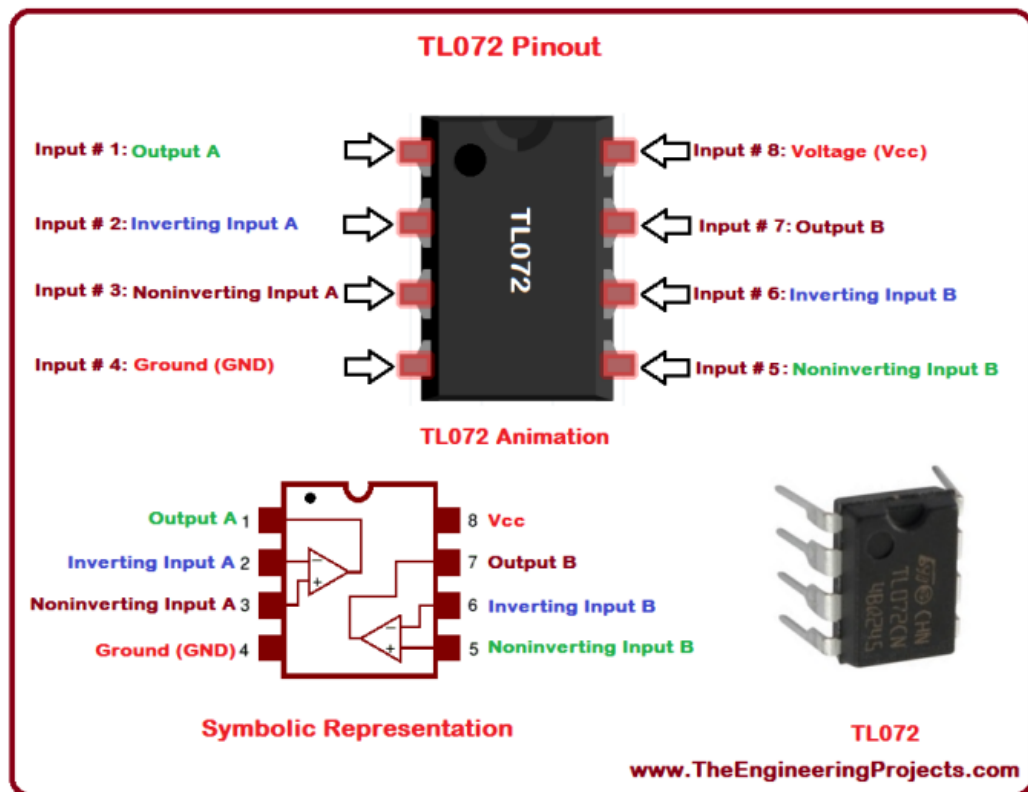 TL072 Pinout
Input # 1: Output A
Input # 8: Voltage (Vcc)
Input # 2: Inverting Input A
Input # 7: Output B
Input # 3: Noninverting Input A
Input # 6: Inverting Input B
Input # 4: Ground (GND)
Input # 5: Noninverting Input B
TL072
TL072 Animation
Output A 1
8 Vcc
Inverting Input A 2
7 Output B
Noninverting Input A 3
6 Inverting Input B
Ground (GND) 4
5 Noninverting Input B
−
+
−
+
CHN
TL072CN
Symbolic Representation
TL072
www.TheEngineeringProjects.com